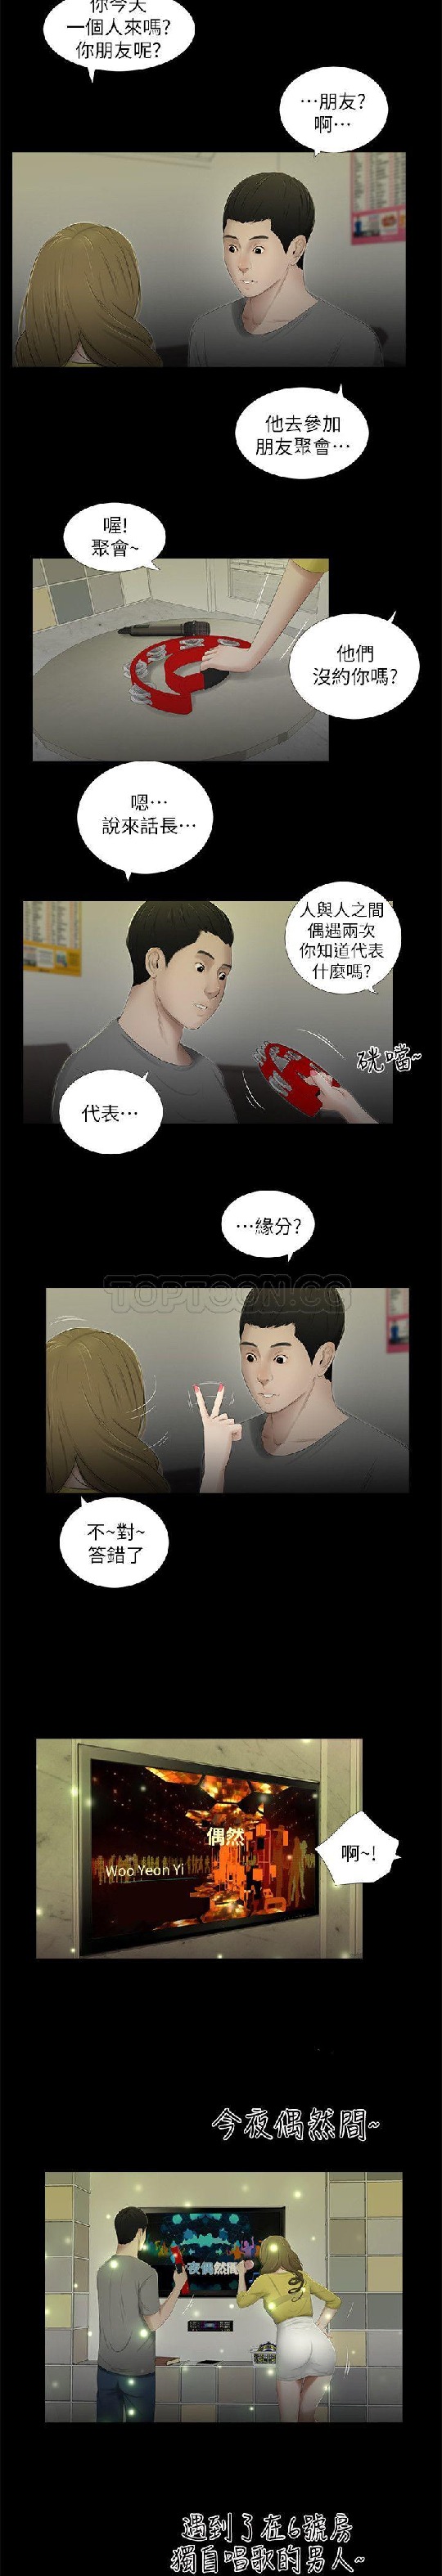 你今天
一個人來嗎?
你朋友呢?
…朋友?
啊…
他去參加
朋友聚會…
喔!
聚會~
他們
沒約你嗎?
嗯…
說來話長…
人與人之間
偶遇兩次
你知道代表
什麼嗎?
硄噹~
代表…
…緣分?
TOPTOON.CO
不~對~
答錯了
偶然
Woo Yeon Yi
啊~!
今夜偶然間~
夜偶然間
遇到了在6號房
獨自唱歌的男人~